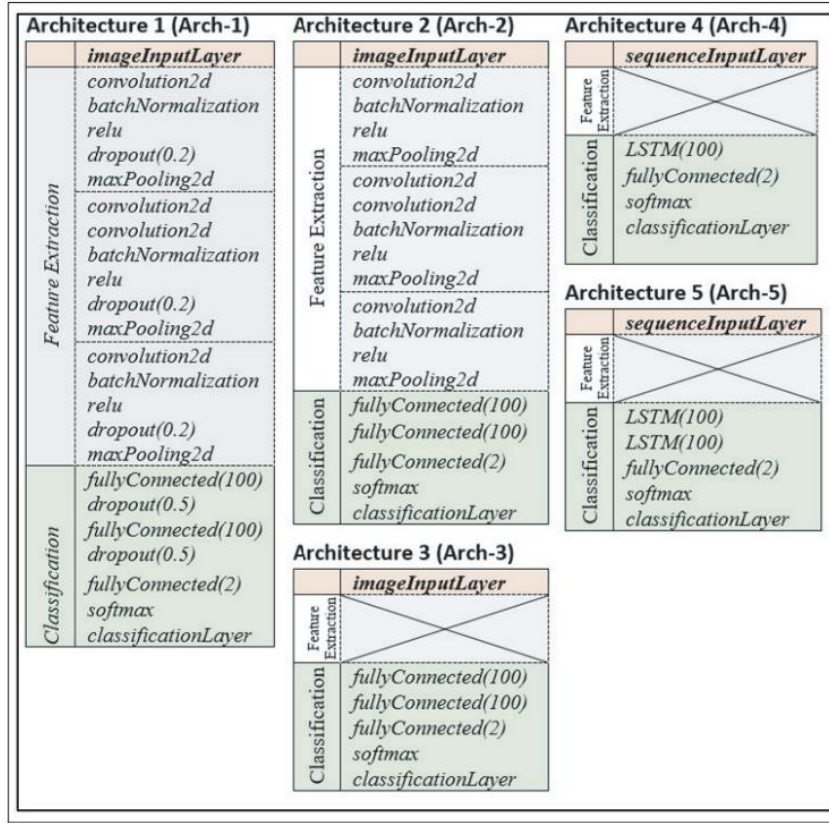 Architecture 1 (Arch-1)
imageInputLayer
Feature Extraction
convolution2d
batchNormalization
relu
dropout(0.2)
maxPooling2d
convolution2d
convolution2d
batchNormalization
relu
dropout(0.2)
maxPooling2d
convolution2d
batchNormalization
relu
dropout(0.2)
maxPooling2d
Classification
fullyConnected(100)
dropout(0.5)
fullyConnected(100)
dropout(0.5)
fullyConnected(2)
softmax
classificationLayer
Architecture 2 (Arch-2)
imageInputLayer
Feature Extraction
convolution2d
batchNormalization
relu
maxPooling2d
convolution2d
convolution2d
batchNormalization
relu
maxPooling2d
convolution2d
batchNormalization
relu
maxPooling2d
Classification
fullyConnected(100)
fullyConnected(100)
fullyConnected(2)
softmax
classificationLayer
Architecture 3 (Arch-3)
imageInputLayer
Feature
Extraction
Classification
fullyConnected(100)
fullyConnected(100)
fullyConnected(2)
softmax
classificationLayer
Architecture 4 (Arch-4)
sequenceInputLayer
Feature
Extraction
Classification
LSTM(100)
fullyConnected(2)
softmax
classificationLayer
Architecture 5 (Arch-5)
sequenceInputLayer
Feature
Extraction
Classification
LSTM(100)
LSTM(100)
fullyConnected(2)
softmax
classificationLayer